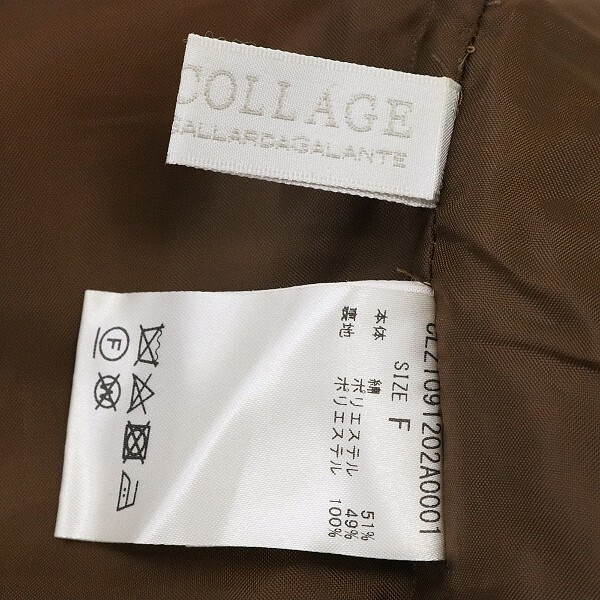 COLLAGE
GALLARDAGALANTE
CLZ1091202A0001
SIZE F
本体 綿 51%
ポリエステル 49%
裏地 ポリエステル 100%
F